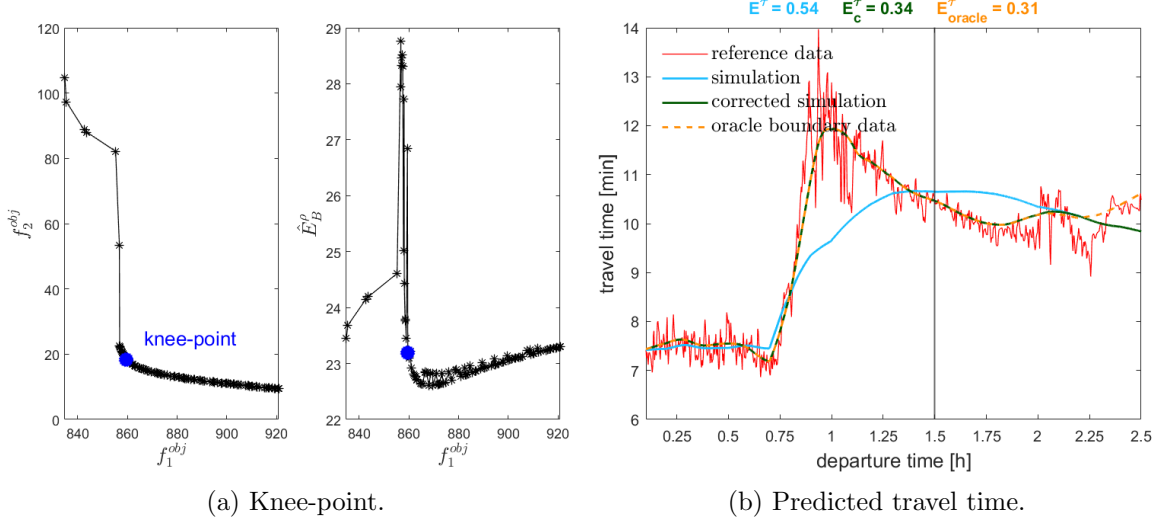 E^τ = 0.54 E_c^τ = 0.34 E_oracle^τ = 0.31
120
100
80
60
40
20
0
f_2^{obj}
knee-point
840 860 880 900 920
f_1^{obj}
29
28
27
26
25
24
23
22
Ê_B^ρ
840 860 880 900 920
f_1^{obj}
14
13
12
11
10
9
8
7
6
travel time [min]
reference data
simulation
corrected simulation
oracle boundary data
0.25 0.5 0.75 1 1.25 1.5 1.75 2 2.25 2.5
departure time [h]
(a) Knee-point.
(b) Predicted travel time.